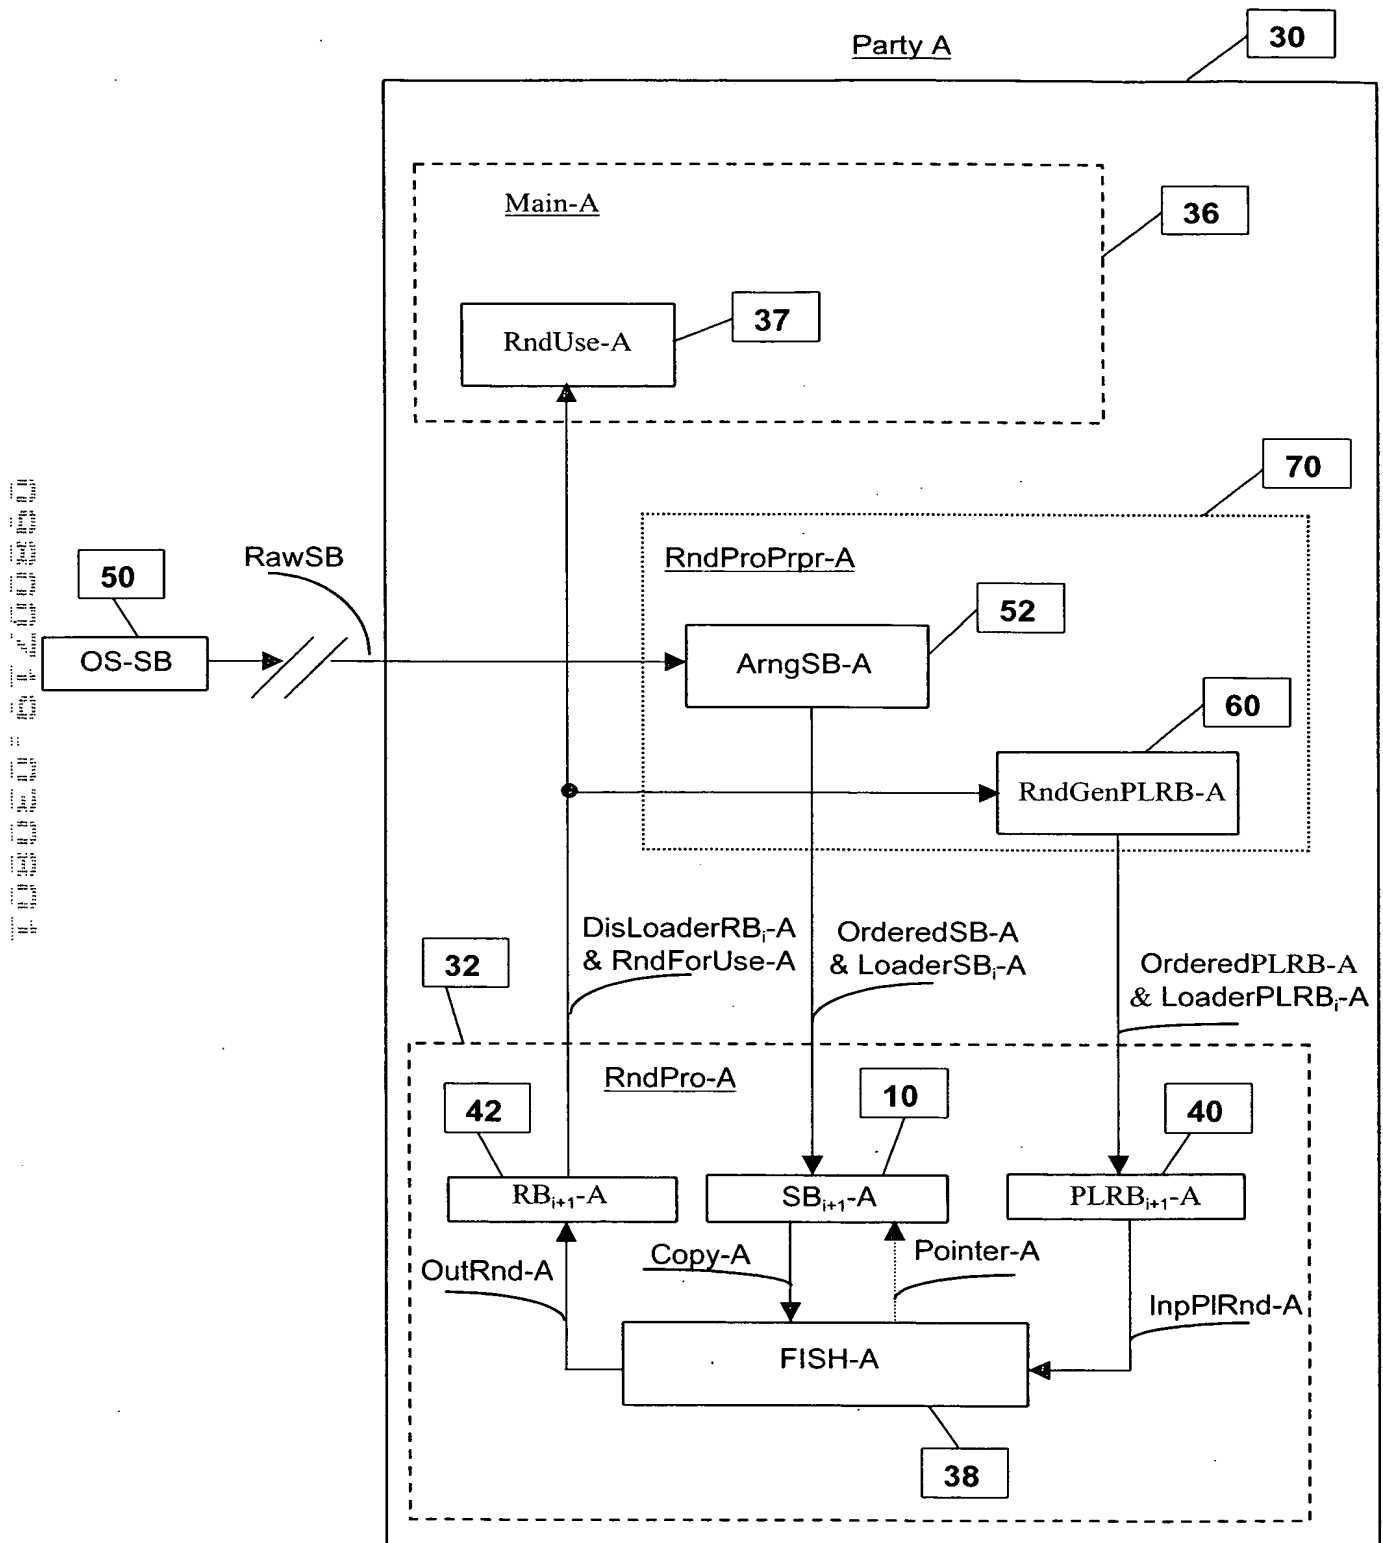 Party A
30
Main-A
36
RndUse-A
37
70
RndProPrpr-A
50
RawSB
52
OS-SB
ArngSB-A
60
RndGenPLRB-A
DisLoaderRBᵢ-A
& RndForUse-A
OrderedSB-A
& LoaderSBᵢ-A
OrderedPLRB-A
& LoaderPLRBᵢ-A
32
RndPro-A
42
10
40
RBᵢ₊₁-A
SBᵢ₊₁-A
PLRBᵢ₊₁-A
OutRnd-A
Copy-A
Pointer-A
InpPlRnd-A
FISH-A
38